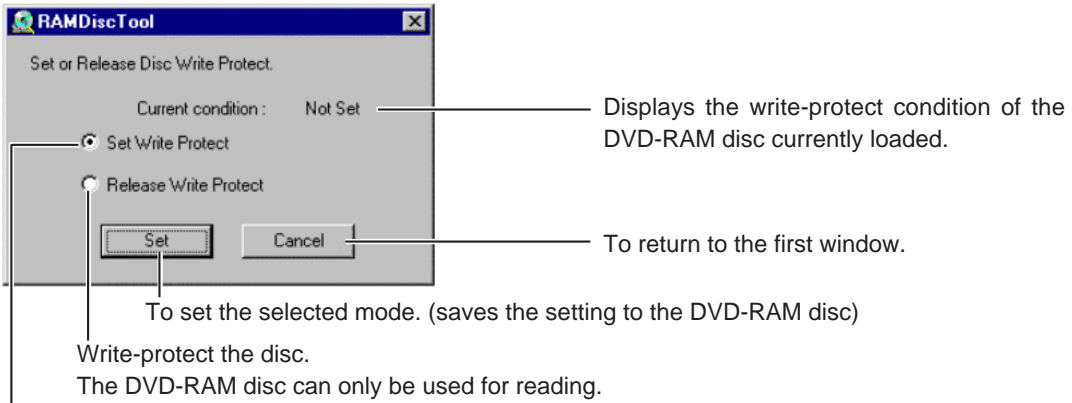 RAMDiscTool
Set or Release Disc Write Protect.
Current condition : Not Set
Displays the write-protect condition of the
DVD-RAM disc currently loaded.
Set Write Protect
Release Write Protect
Set Cancel
To return to the first window.
To set the selected mode. (saves the setting to the DVD-RAM disc)
Write-protect the disc.
The DVD-RAM disc can only be used for reading.